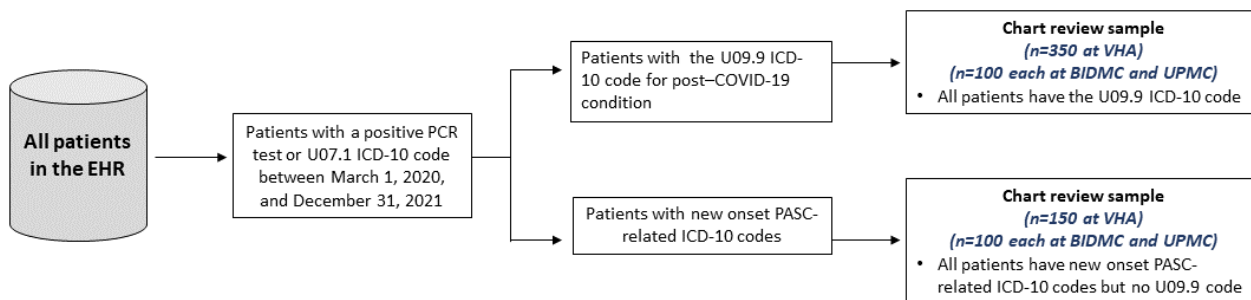 All patients
in the EHR
Patients with a positive PCR
test or U07.1 ICD-10 code
between March 1, 2020,
and December 31, 2021
Patients with the U09.9 ICD-
10 code for post–COVID-19
condition
Chart review sample
(n=350 at VHA)
(n=100 each at BIDMC and UPMC)
• All patients have the U09.9 ICD-10 code
Patients with new onset PASC-
related ICD-10 codes
Chart review sample
(n=150 at VHA)
(n=100 each at BIDMC and UPMC)
• All patients have new onset PASC-
related ICD-10 codes but no U09.9 code